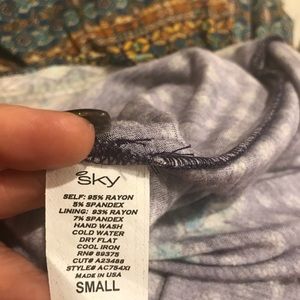 sky
SELF: 95% RAYON
5% SPANDEX
LINING: 93% RAYON
7% SPANDEX
HAND WASH
COLD WATER
DRY FLAT
COOL IRON
RN# 89375
CUT# A23488
STYLE# AC754XI
MADE IN USA
SMALL